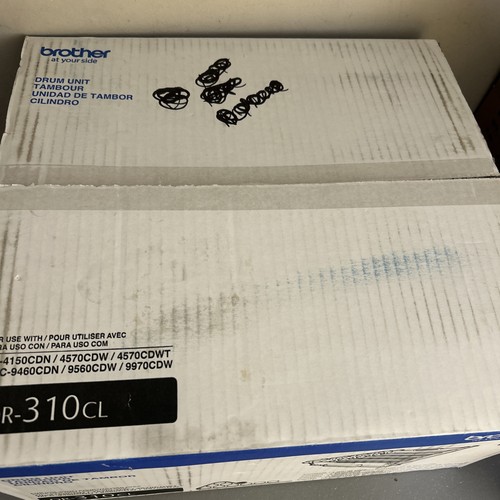 brother
at your side
DRUM UNIT
TAMBOUR
UNIDAD DE TAMBOR
CILINDRO
R USE WITH / POUR UTILISER AVEC
RA USO CON / PARA USO COM
-4150CDN / 4570CDW / 4570CDWT
C-9460CDN / 9560CDW / 9970CDW
R-310CL